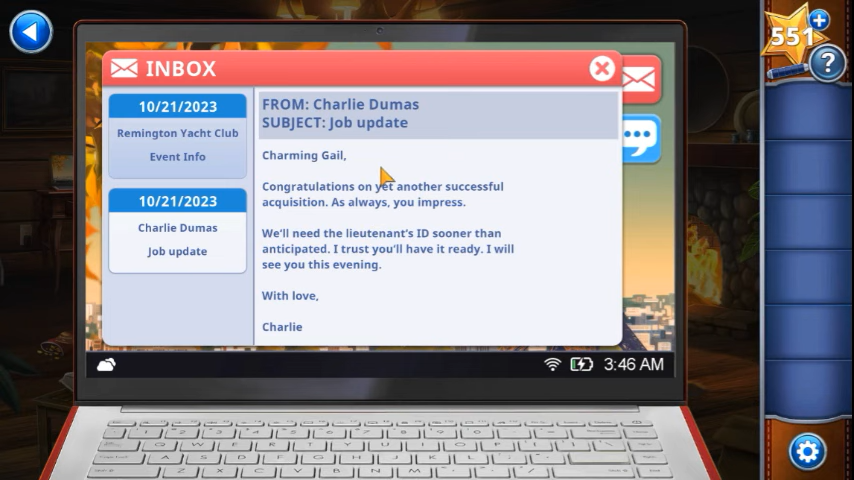 551
?
INBOX
10/21/2023
Remington Yacht Club
Event Info
10/21/2023
Charlie Dumas
Job update
FROM: Charlie Dumas
SUBJECT: Job update
Charming Gail,
Congratulations on yet another successful
acquisition. As always, you impress.
We'll need the lieutenant's ID sooner than
anticipated. I trust you'll have it ready. I will
see you this evening.
With love,
Charlie
3:46 AM